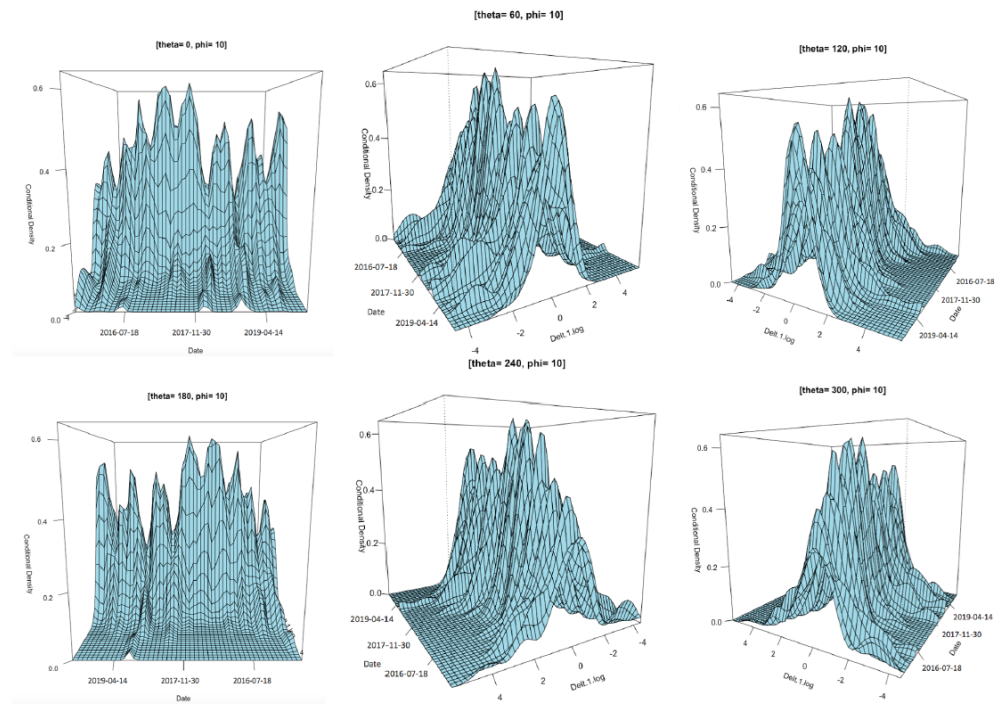 [theta= 0, phi= 10]
0.6
0.4
0.2
0.0
Conditional Density
-4
2016-07-18
2017-11-30
2019-04-14
Date
[theta= 60, phi= 10]
0.6
0.4
0.2
0.0
Conditional Density
2016-07-18
2017-11-30
2019-04-14
Date
-4
-2
0
2
4
Delt.1.log
[theta= 120, phi= 10]
0.6
0.4
0.2
0.0
Conditional Density
-4
-2
0
2
4
Delt.1.log
2016-07-18
2017-11-30
2019-04-14
Date
[theta= 180, phi= 10]
0.6
0.4
0.2
0.0
Conditional Density
4
2019-04-14
2017-11-30
2016-07-18
Date
[theta= 240, phi= 10]
0.6
0.4
0.2
0.0
Conditional Density
2019-04-14
2017-11-30
2016-07-18
Date
4
2
0
-2
-4
Delt.1.log
[theta= 300, phi= 10]
0.6
0.4
0.2
0.0
Conditional Density
4
2
0
-2
-4
Delt.1.log
2019-04-14
2017-11-30
2016-07-18
Date